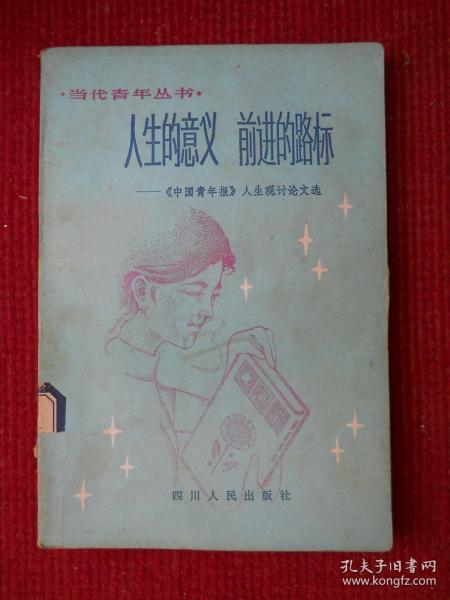 ·当代青年丛书·
人生的意义 前进的路标
——《中国青年报》人生观讨论文选
四川人民出版社
孔夫子旧书网
www.kongfz.com